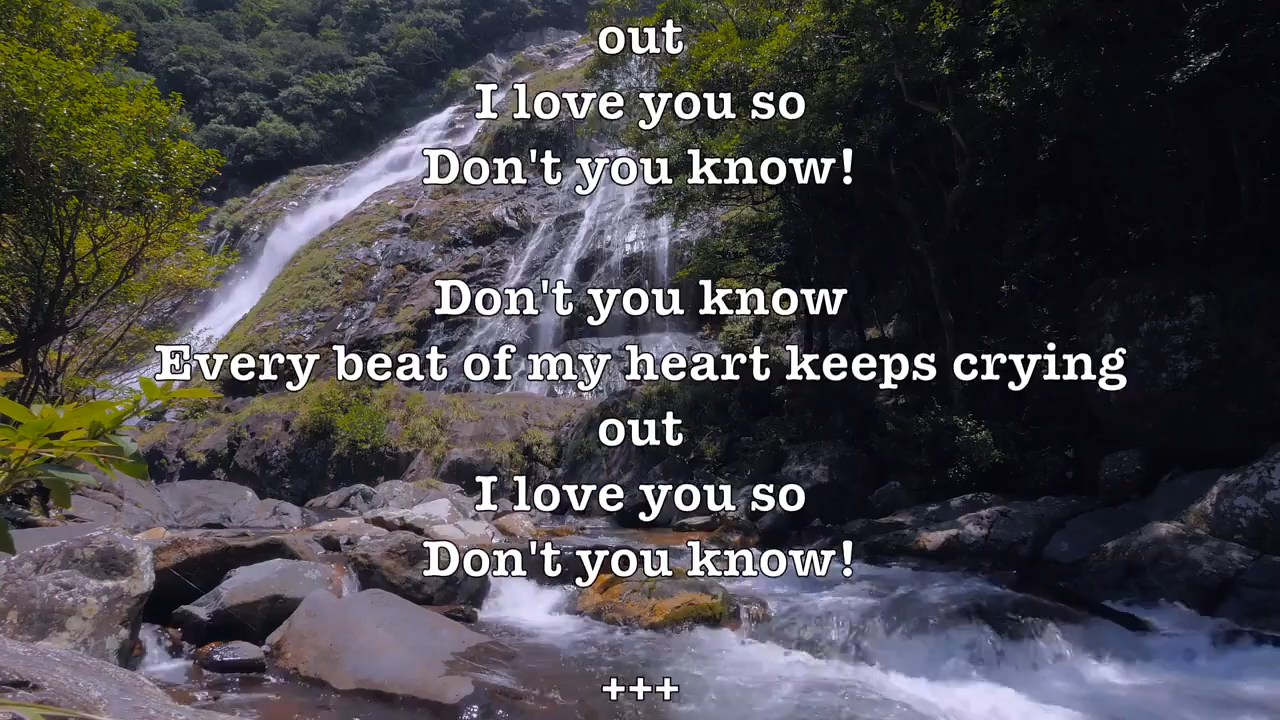 out
I love you so
Don't you know!
Don't you know
Every beat of my heart keeps crying
out
I love you so
Don't you know!
+++